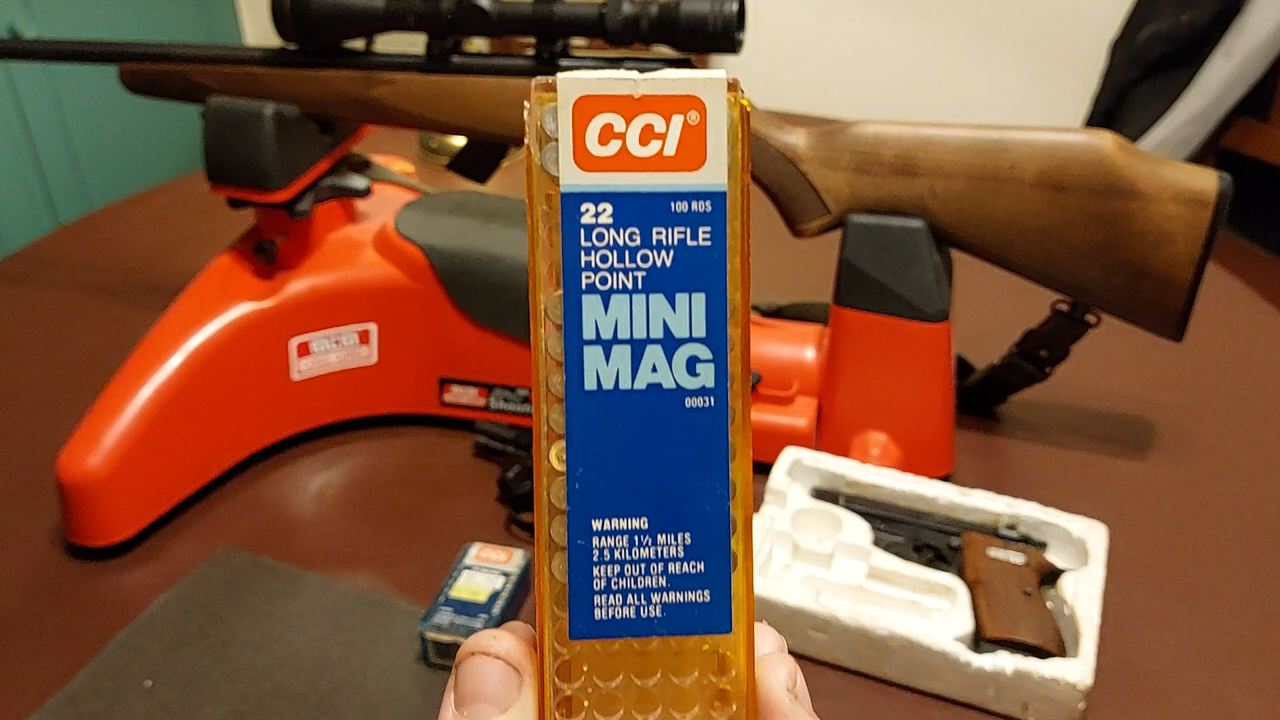 CCI®
22 100 RDS
LONG RIFLE
HOLLOW
POINT
MINI
MAG
00031
WARNING
RANGE 1½ MILES
2.5 KILOMETERS
KEEP OUT OF REACH
OF CHILDREN.
READ ALL WARNINGS
BEFORE USE.
CCI